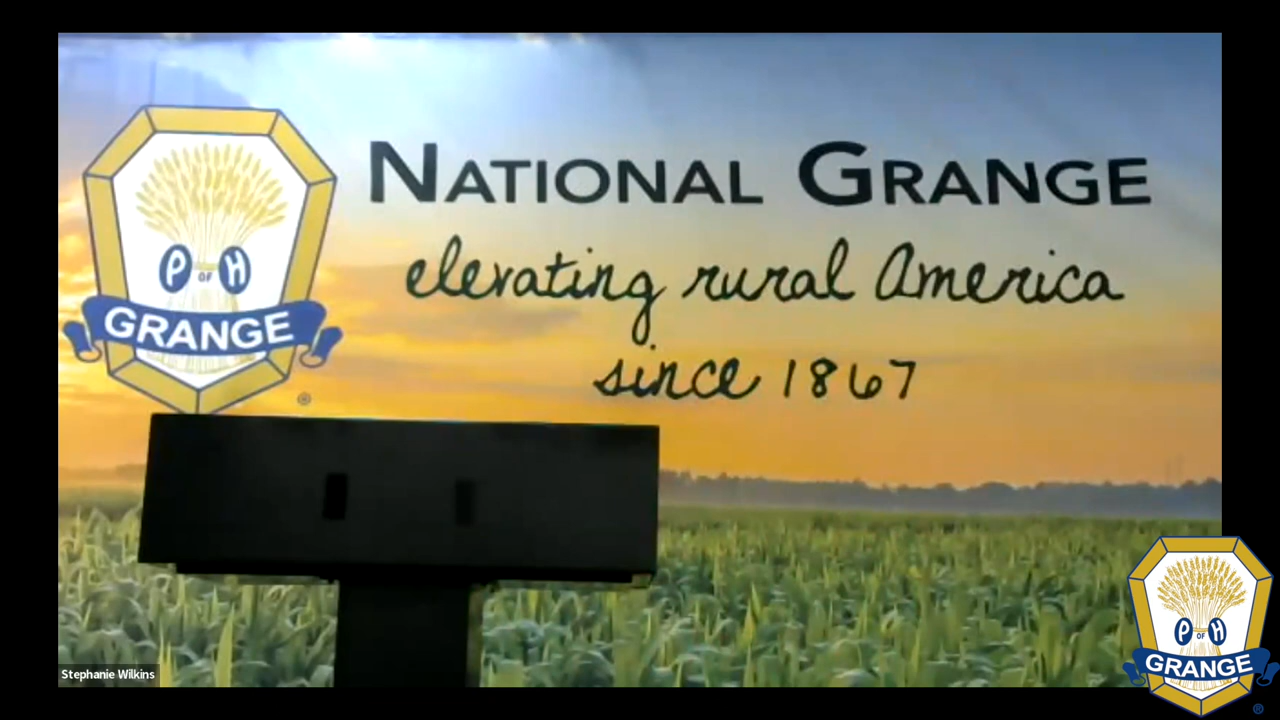 NATIONAL GRANGE
elevating rural America
since 1867
P OF H
GRANGE
®
Stephanie Wilkins
P OF H
GRANGE
®